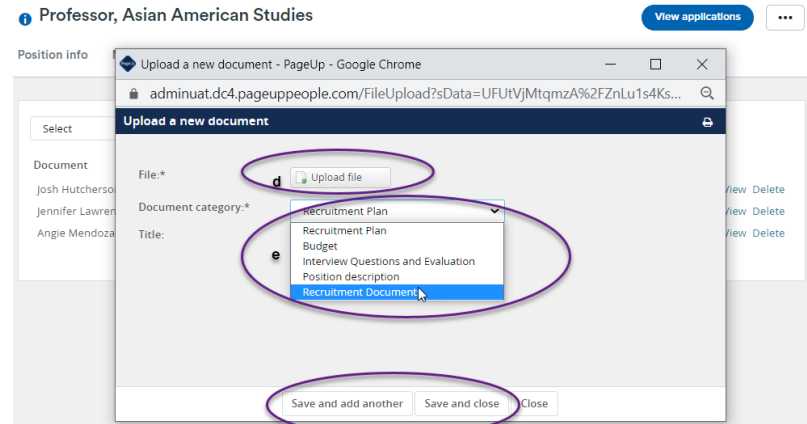 Professor, Asian American Studies
View applications
...
Position info
Upload a new document - PageUp - Google Chrome
adminuat.dc4.pageuppeople.com/FileUpload?sData=UFUtVjMtqmzA%2FZnLu1s4Ks...
Upload a new document
Select
Document
File:*
d
Upload file
Josh Hutcherso
View Delete
Document category:*
Recruitment Plan
Jennifer Lawren
View Delete
Title:
Angie Mendoza
View Delete
e
Recruitment Plan
Budget
Interview Questions and Evaluation
Position description
Recruitment Documents
Save and add another
Save and close
Close